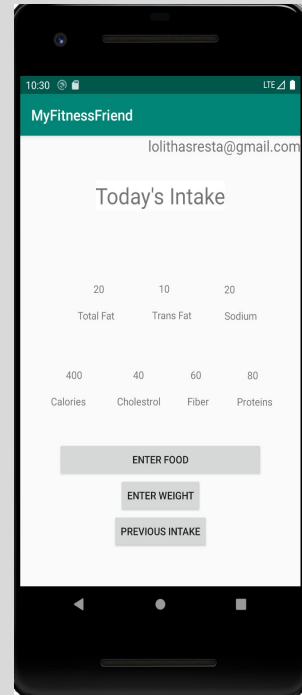 10:30 LTE
MyFitnessFriend
lolithasresta@gmail.com
Today's Intake
20 10 20
Total Fat Trans Fat Sodium
400 40 60 80
Calories Cholestrol Fiber Proteins
ENTER FOOD
ENTER WEIGHT
PREVIOUS INTAKE